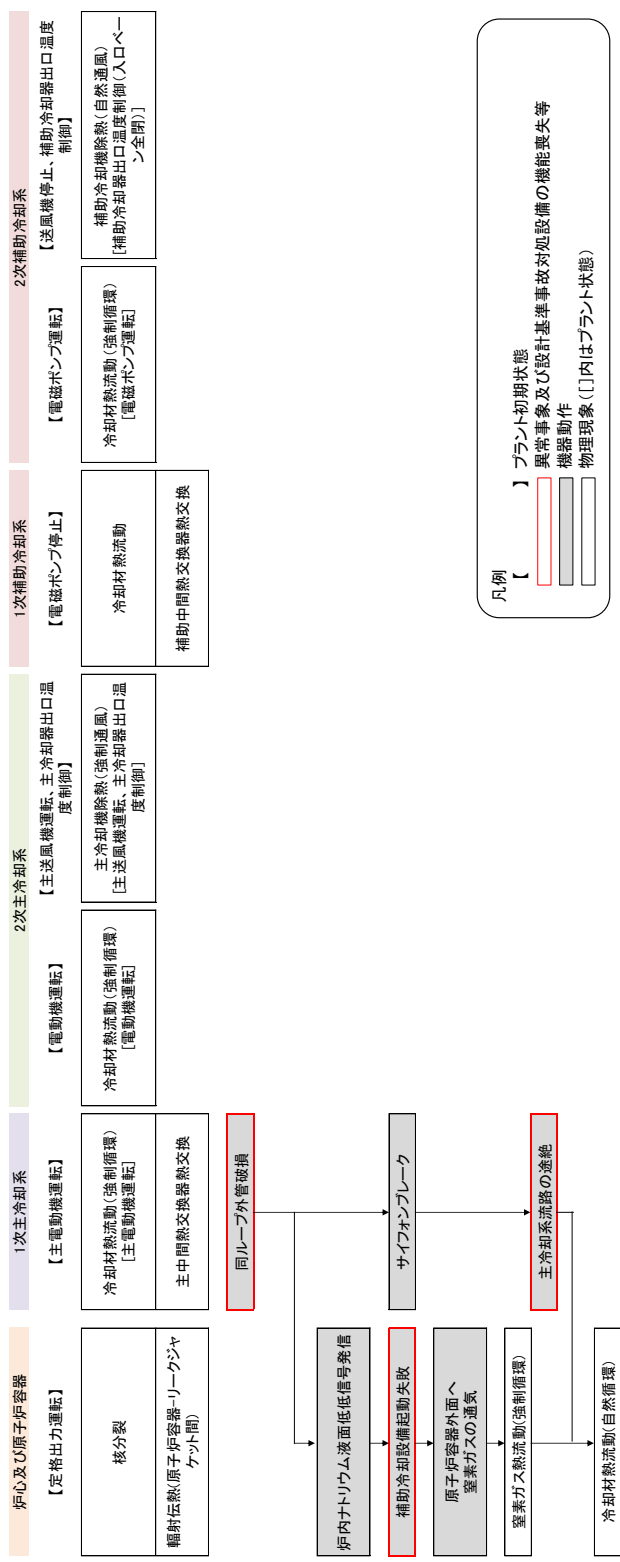 炉心及び原子炉容器
【定格出力運転】
核分裂
輻射伝熱(原子炉容器-リークジャ
ケット間)
炉内ナトリウム液面低低信号発信
補助冷却設備起動失敗
原子炉容器外面へ
窒素ガスの通気
窒素ガス熱流動(強制循環)
冷却材熱流動(自然循環)
1次主冷却系
【主電動機運転】
冷却材熱流動(強制循環)
[主電動機運転]
主中間熱交換器熱交換
同ループ外管破損
サイフォンブレーク
主冷却系流路の途絶
2次主冷却系
【電動機運転】
冷却材熱流動(強制循環)
[電動機運転]
【主送風機運転、主冷却器出口温
度制御】
主冷却機除熱(強制通風)
[主送風機運転、主冷却器出口温
度制御]
1次補助冷却系
【電磁ポンプ停止】
冷却材熱流動
補助中間熱交換器熱交換
2次補助冷却系
【電磁ポンプ運転】
冷却材熱流動(強制循環)
[電磁ポンプ運転]
【送風機停止、補助冷却器出口温度
制御】
補助冷却機除熱(自然通風)
[補助冷却器出口温度制御(入口ベー
ン全閉)]
凡例
【 】 プラント初期状態
異常事象及び設計基準事故対処設備の機能喪失等
機器動作
物理現象([]内はプラント状態)